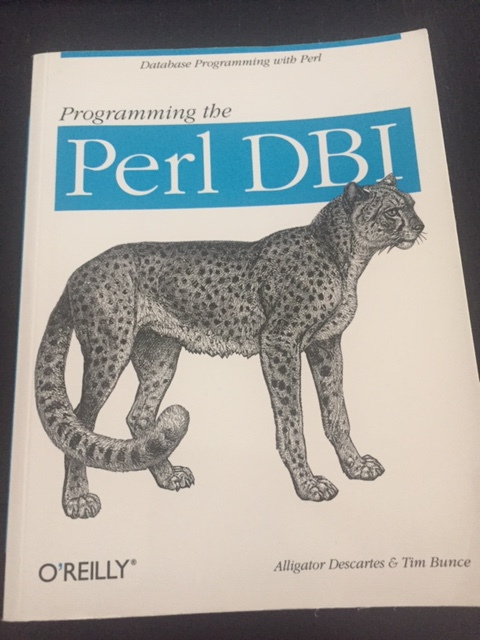 Database Programming with Perl
Programming the
Perl DBI
O'REILLY®
Alligator Descartes & Tim Bunce